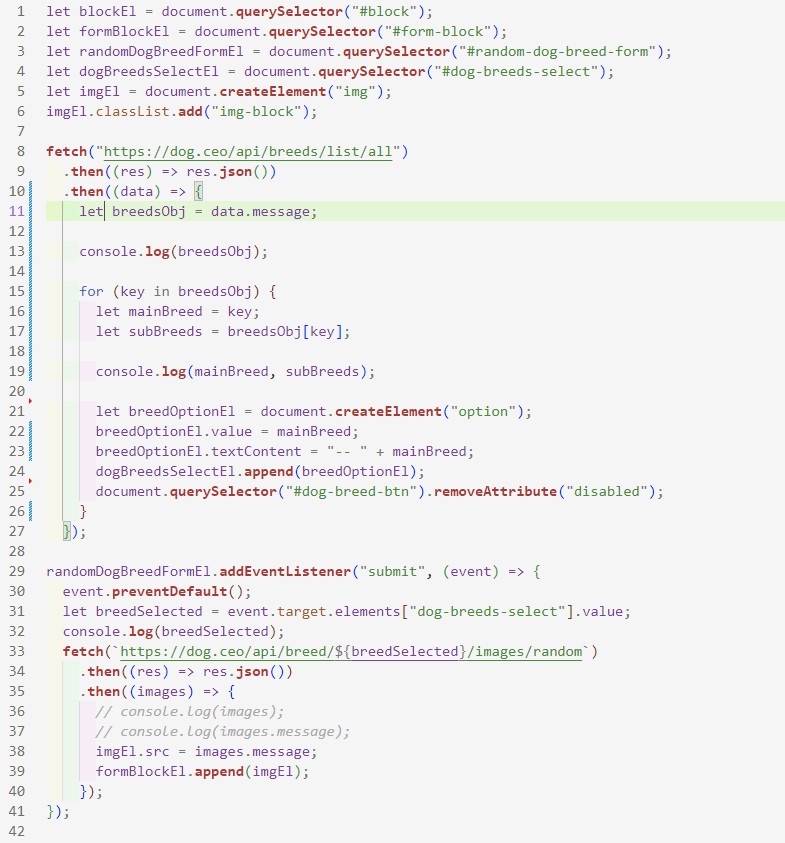 1 let blockEl = document.querySelector("#block");
2 let formBlockEl = document.querySelector("#form-block");
3 let randomDogBreedFormEl = document.querySelector("#random-dog-breed-form");
4 let dogBreedsSelectEl = document.querySelector("#dog-breeds-select");
5 let imgEl = document.createElement("img");
6 imgEl.classList.add("img-block");
7
8 fetch("https://dog.ceo/api/breeds/list/all")
9   .then((res) => res.json())
10   .then((data) => {
11     let breedsObj = data.message;
12
13     console.log(breedsObj);
14
15     for (key in breedsObj) {
16       let mainBreed = key;
17       let subBreeds = breedsObj[key];
18
19       console.log(mainBreed, subBreeds);
20
21       let breedOptionEl = document.createElement("option");
22       breedOptionEl.value = mainBreed;
23       breedOptionEl.textContent = "-- " + mainBreed;
24       dogBreedsSelectEl.append(breedOptionEl);
25       document.querySelector("#dog-breed-btn").removeAttribute("disabled");
26     }
27   });
28
29 randomDogBreedFormEl.addEventListener("submit", (event) => {
30   event.preventDefault();
31   let breedSelected = event.target.elements["dog-breeds-select"].value;
32   console.log(breedSelected);
33   fetch(`https://dog.ceo/api/breed/${breedSelected}/images/random`)
34     .then((res) => res.json())
35     .then((images) => {
36       // console.log(images);
37       // console.log(images.message);
38       imgEl.src = images.message;
39       formBlockEl.append(imgEl);
40     });
41 });
42